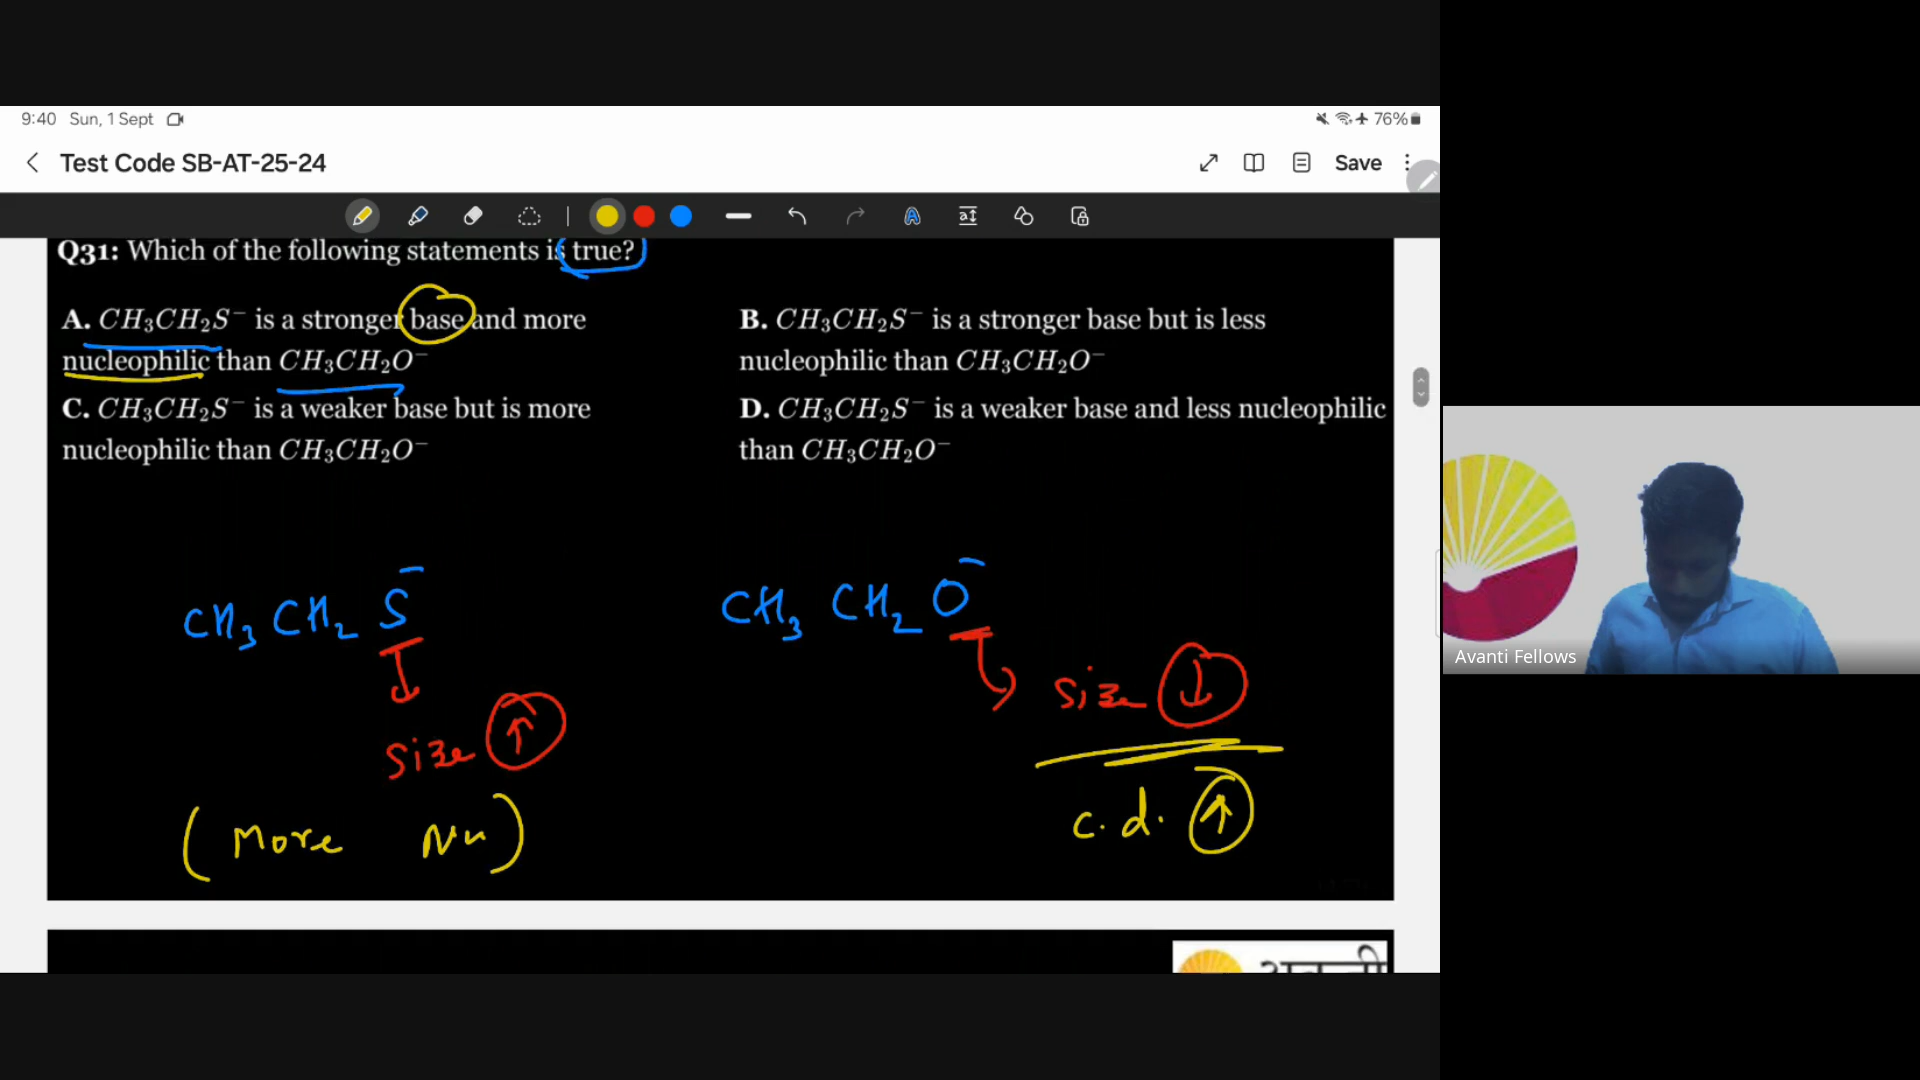 9:40 Sun, 1 Sept 76%
Test Code SB-AT-25-24 Save
Q31: Which of the following statements is true?
A. CH₃CH₂S⁻ is a stronger base and more
nucleophilic than CH₃CH₂O⁻
B. CH₃CH₂S⁻ is a stronger base but is less
nucleophilic than CH₃CH₂O⁻
C. CH₃CH₂S⁻ is a weaker base but is more
nucleophilic than CH₃CH₂O⁻
D. CH₃CH₂S⁻ is a weaker base and less nucleophilic
than CH₃CH₂O⁻
CH₃ CH₂ S⁻
CH₃ CH₂ O⁻
Size ↑
Size ↓
(More Nu)
c.d. ↑
Avanti Fellows